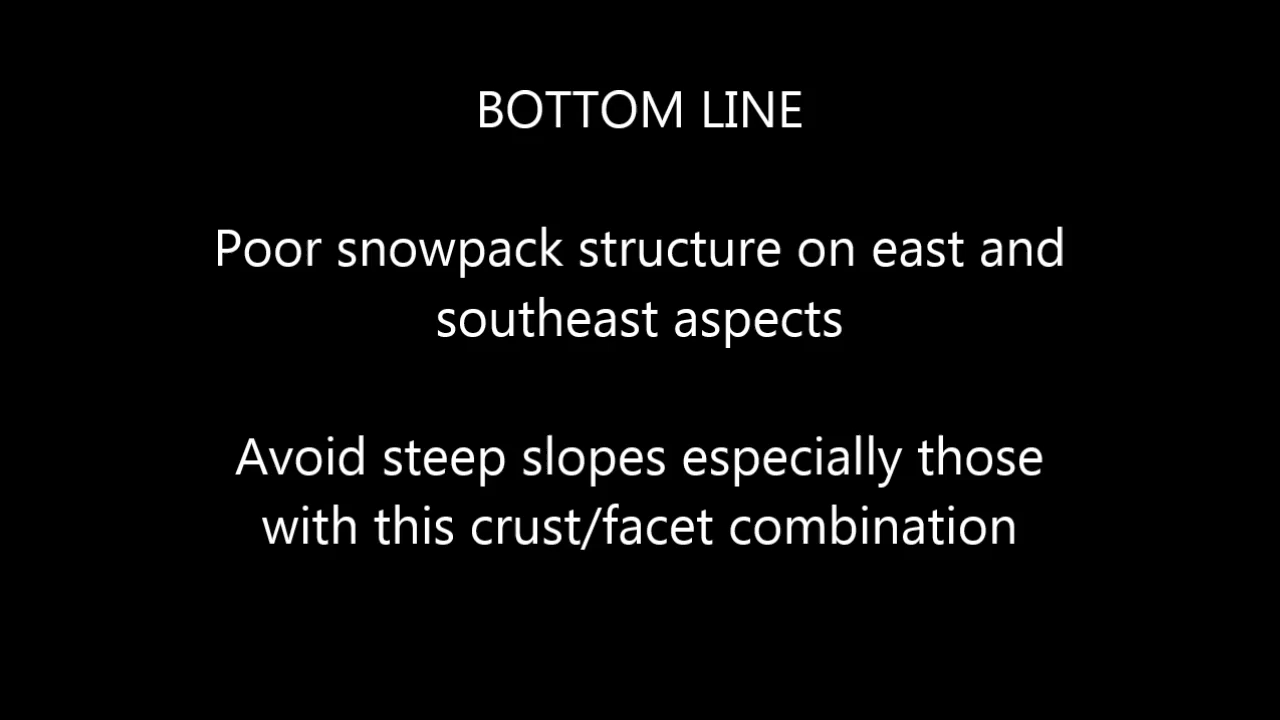 BOTTOM LINE
Poor snowpack structure on east and
southeast aspects
Avoid steep slopes especially those
with this crust/facet combination